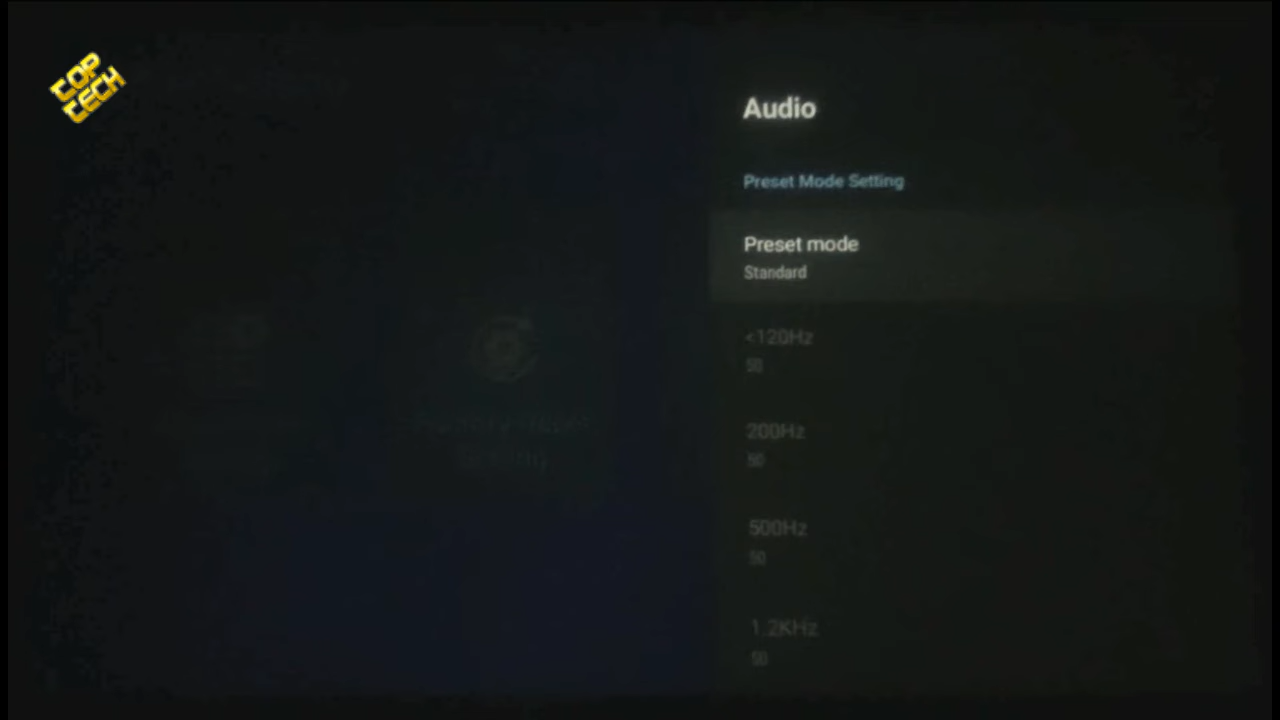 TOP
TECH
Audio
Preset Mode Setting
Preset mode
Standard
<120Hz
50
200Hz
50
500Hz
50
1.2KHz
50